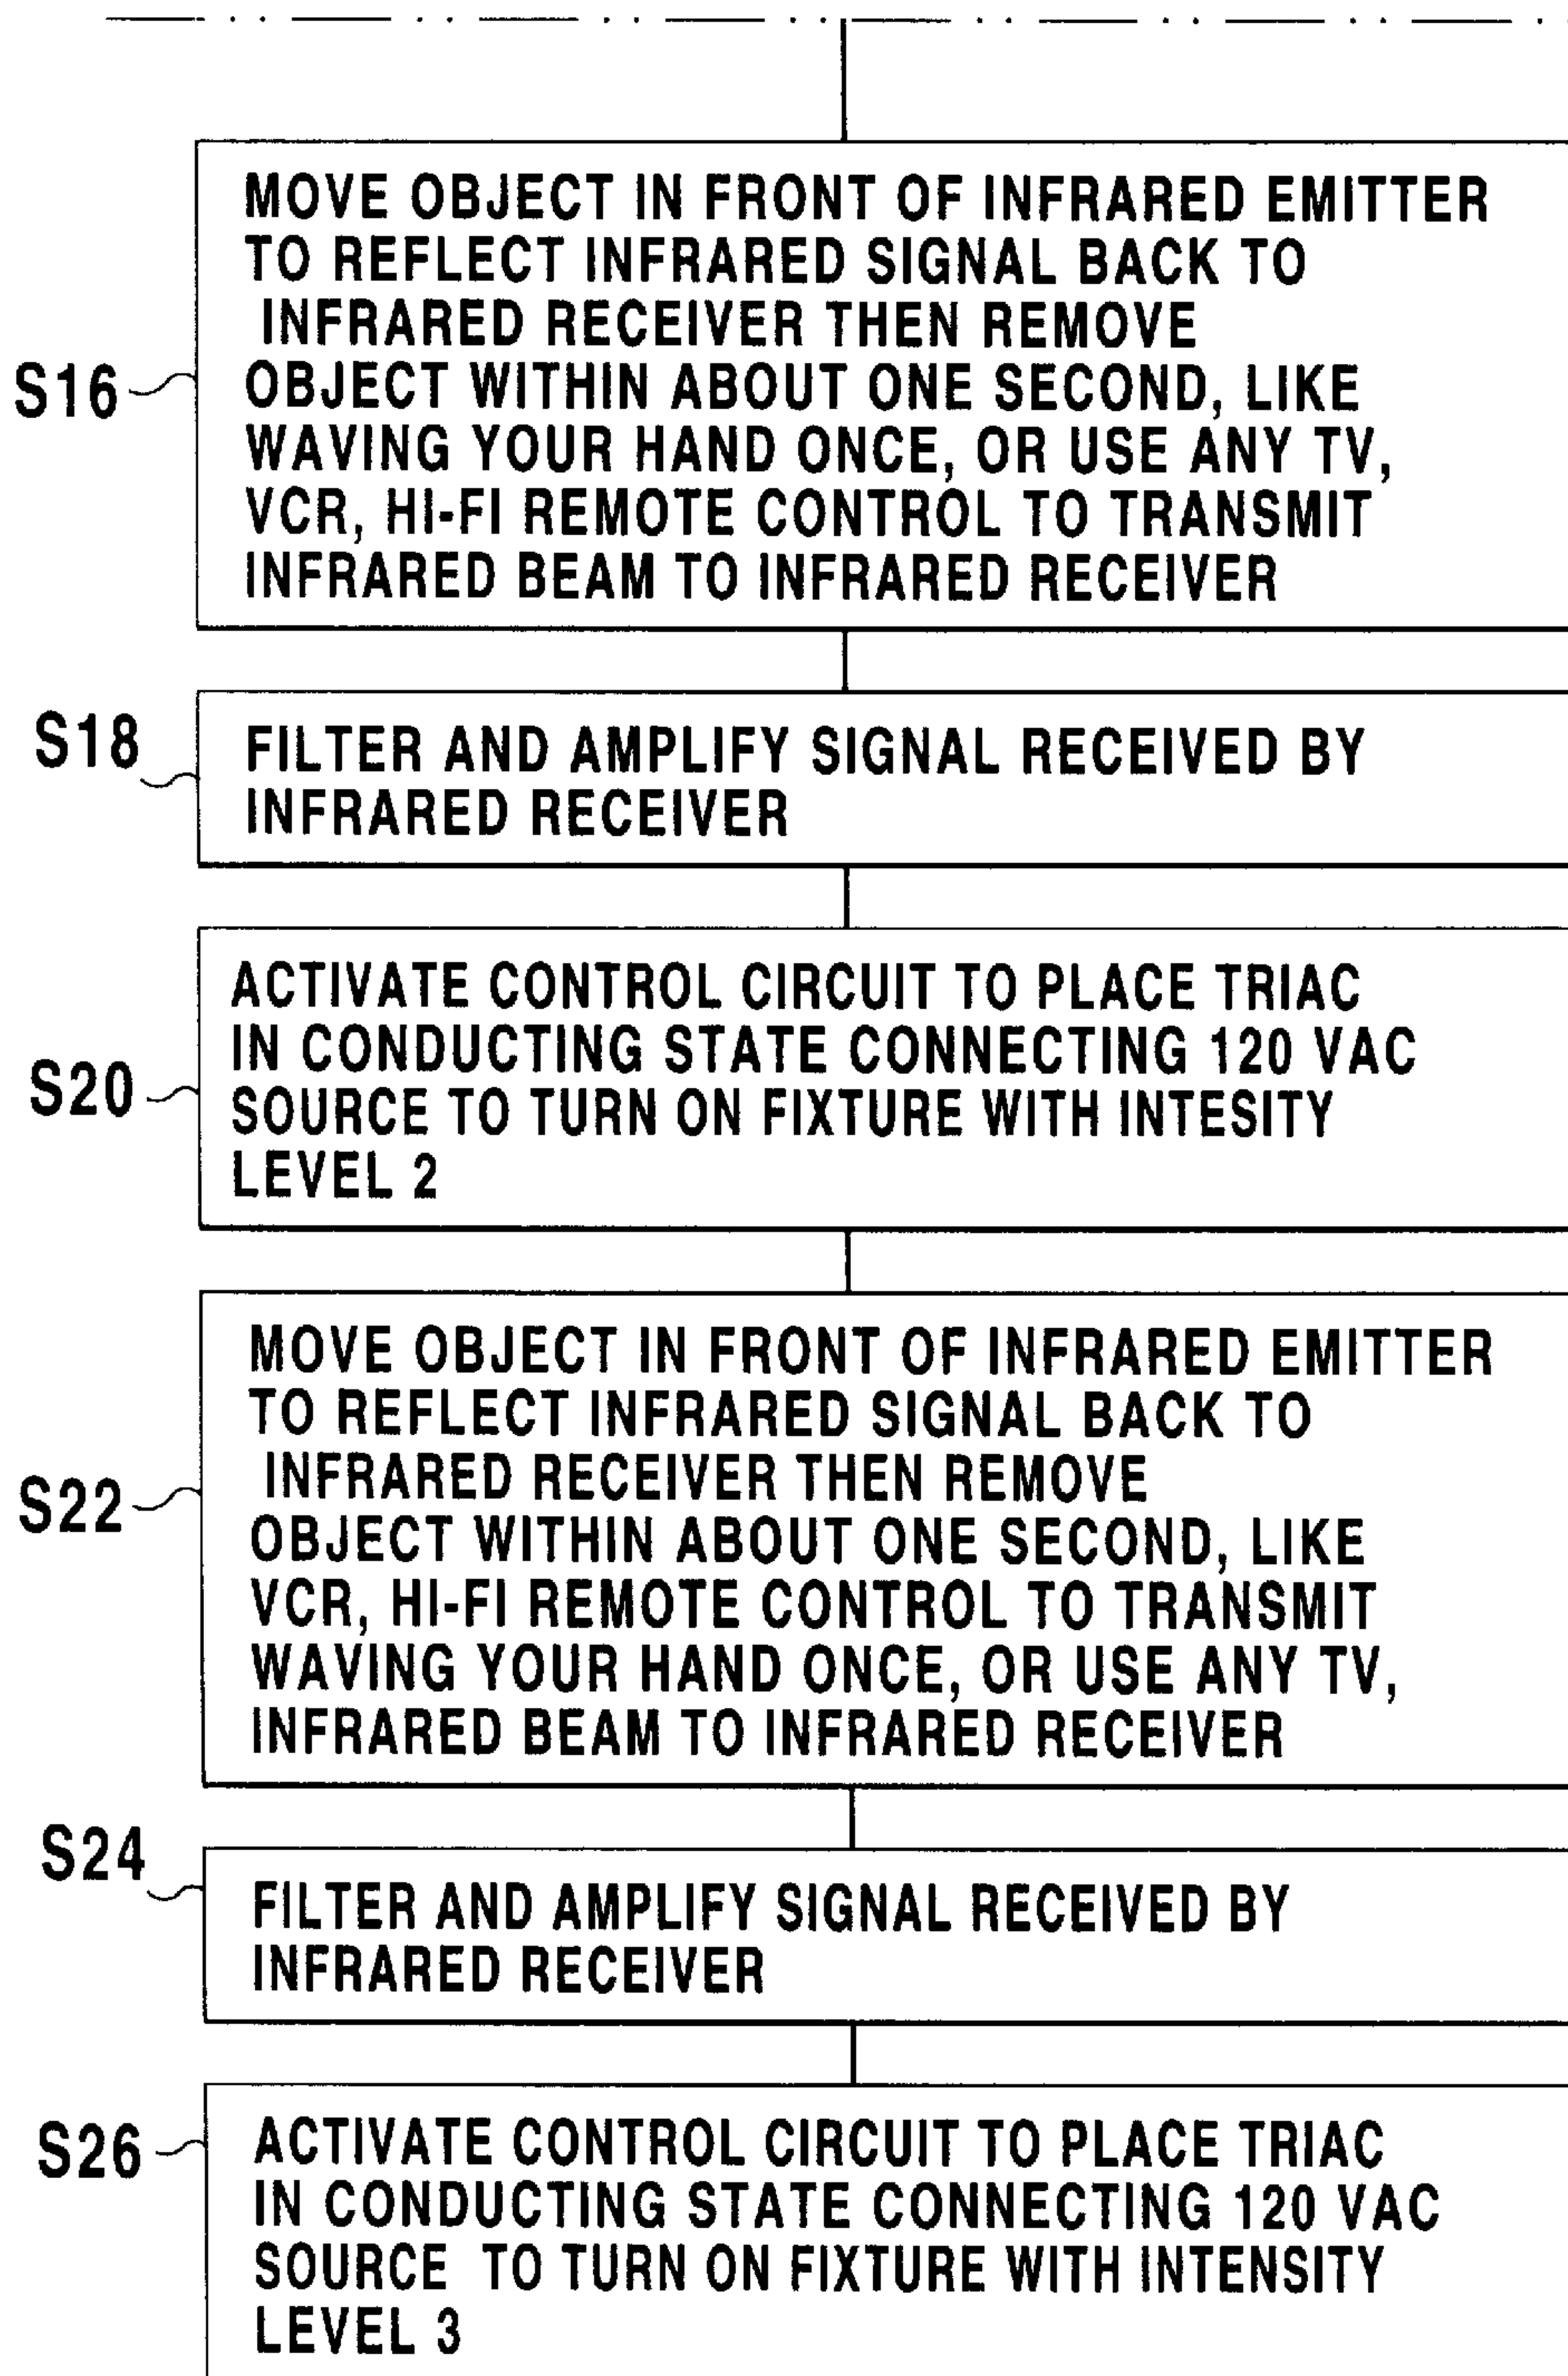 MOVE OBJECT IN FRONT OF INFRARED EMITTER
TO REFLECT INFRARED SIGNAL BACK TO
INFRARED RECEIVER THEN REMOVE
S16
OBJECT WITHIN ABOUT ONE SECOND, LIKE
WAVING YOUR HAND ONCE, OR USE ANY TV,
VCR, HI-FI REMOTE CONTROL TO TRANSMIT
INFRARED BEAM TO INFRARED RECEIVER
S18
FILTER AND AMPLIFY SIGNAL RECEIVED BY
INFRARED RECEIVER
ACTIVATE CONTROL CIRCUIT TO PLACE TRIAC
IN CONDUCTING STATE CONNECTING 120 VAC
S20
SOURCE TO TURN ON FIXTURE WITH INTESITY
LEVEL 2
MOVE OBJECT IN FRONT OF INFRARED EMITTER
TO REFLECT INFRARED SIGNAL BACK TO
INFRARED RECEIVER THEN REMOVE
S22
OBJECT WITHIN ABOUT ONE SECOND, LIKE
VCR, HI-FI REMOTE CONTROL TO TRANSMIT
WAVING YOUR HAND ONCE, OR USE ANY TV,
INFRARED BEAM TO INFRARED RECEIVER
S24
FILTER AND AMPLIFY SIGNAL RECEIVED BY
INFRARED RECEIVER
S26
ACTIVATE CONTROL CIRCUIT TO PLACE TRIAC
IN CONDUCTING STATE CONNECTING 120 VAC
SOURCE TO TURN ON FIXTURE WITH INTENSITY
LEVEL 3